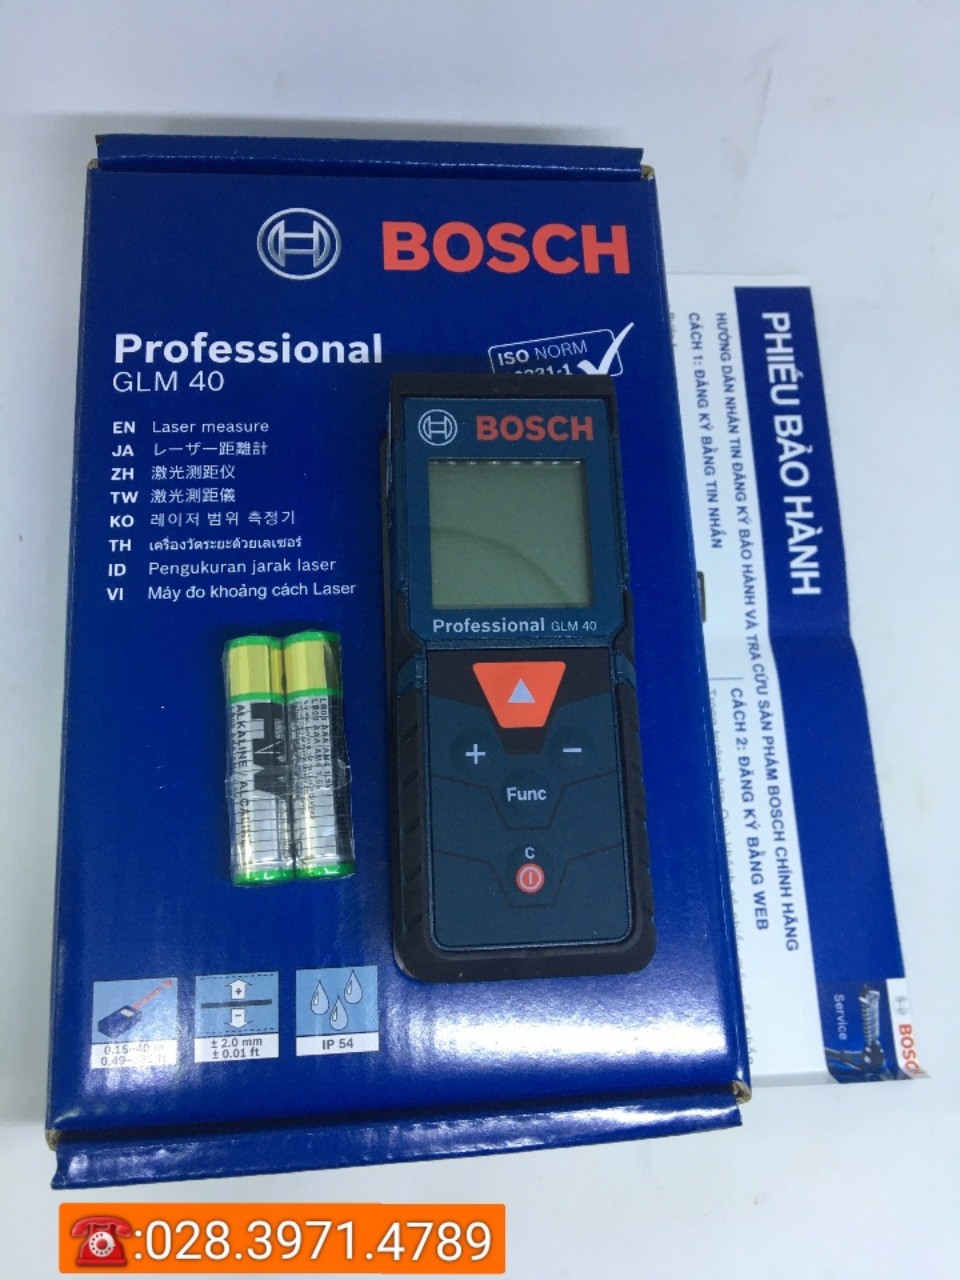 BOSCH
Professional
GLM 40
ISO NORM
EN Laser measure
JA レーザー距離計
ZH 激光测距仪
TW 激光測距儀
KO 레이저 범위 측정기
TH เครื่องวัดระยะด้วยเลเซอร์
ID Pengukuran jarak laser
VI Máy đo khoảng cách Laser
BOSCH
Professional GLM 40
+ −
Func
C
ALKALINE
± 2.0 mm
± 0.01 ft
IP 54
PHIẾU BẢO HÀNH
HƯỚNG DẪN NHẮN TIN ĐĂNG KÝ BẢO HÀNH VÀ TRA CỨU SẢN PHẨM BOSCH CHÍNH HÃNG
CÁCH 1: ĐĂNG KÝ BẰNG TIN NHẮN
CÁCH 2: ĐĂNG KÝ BẰNG WEB
Service
:028.3971.4789